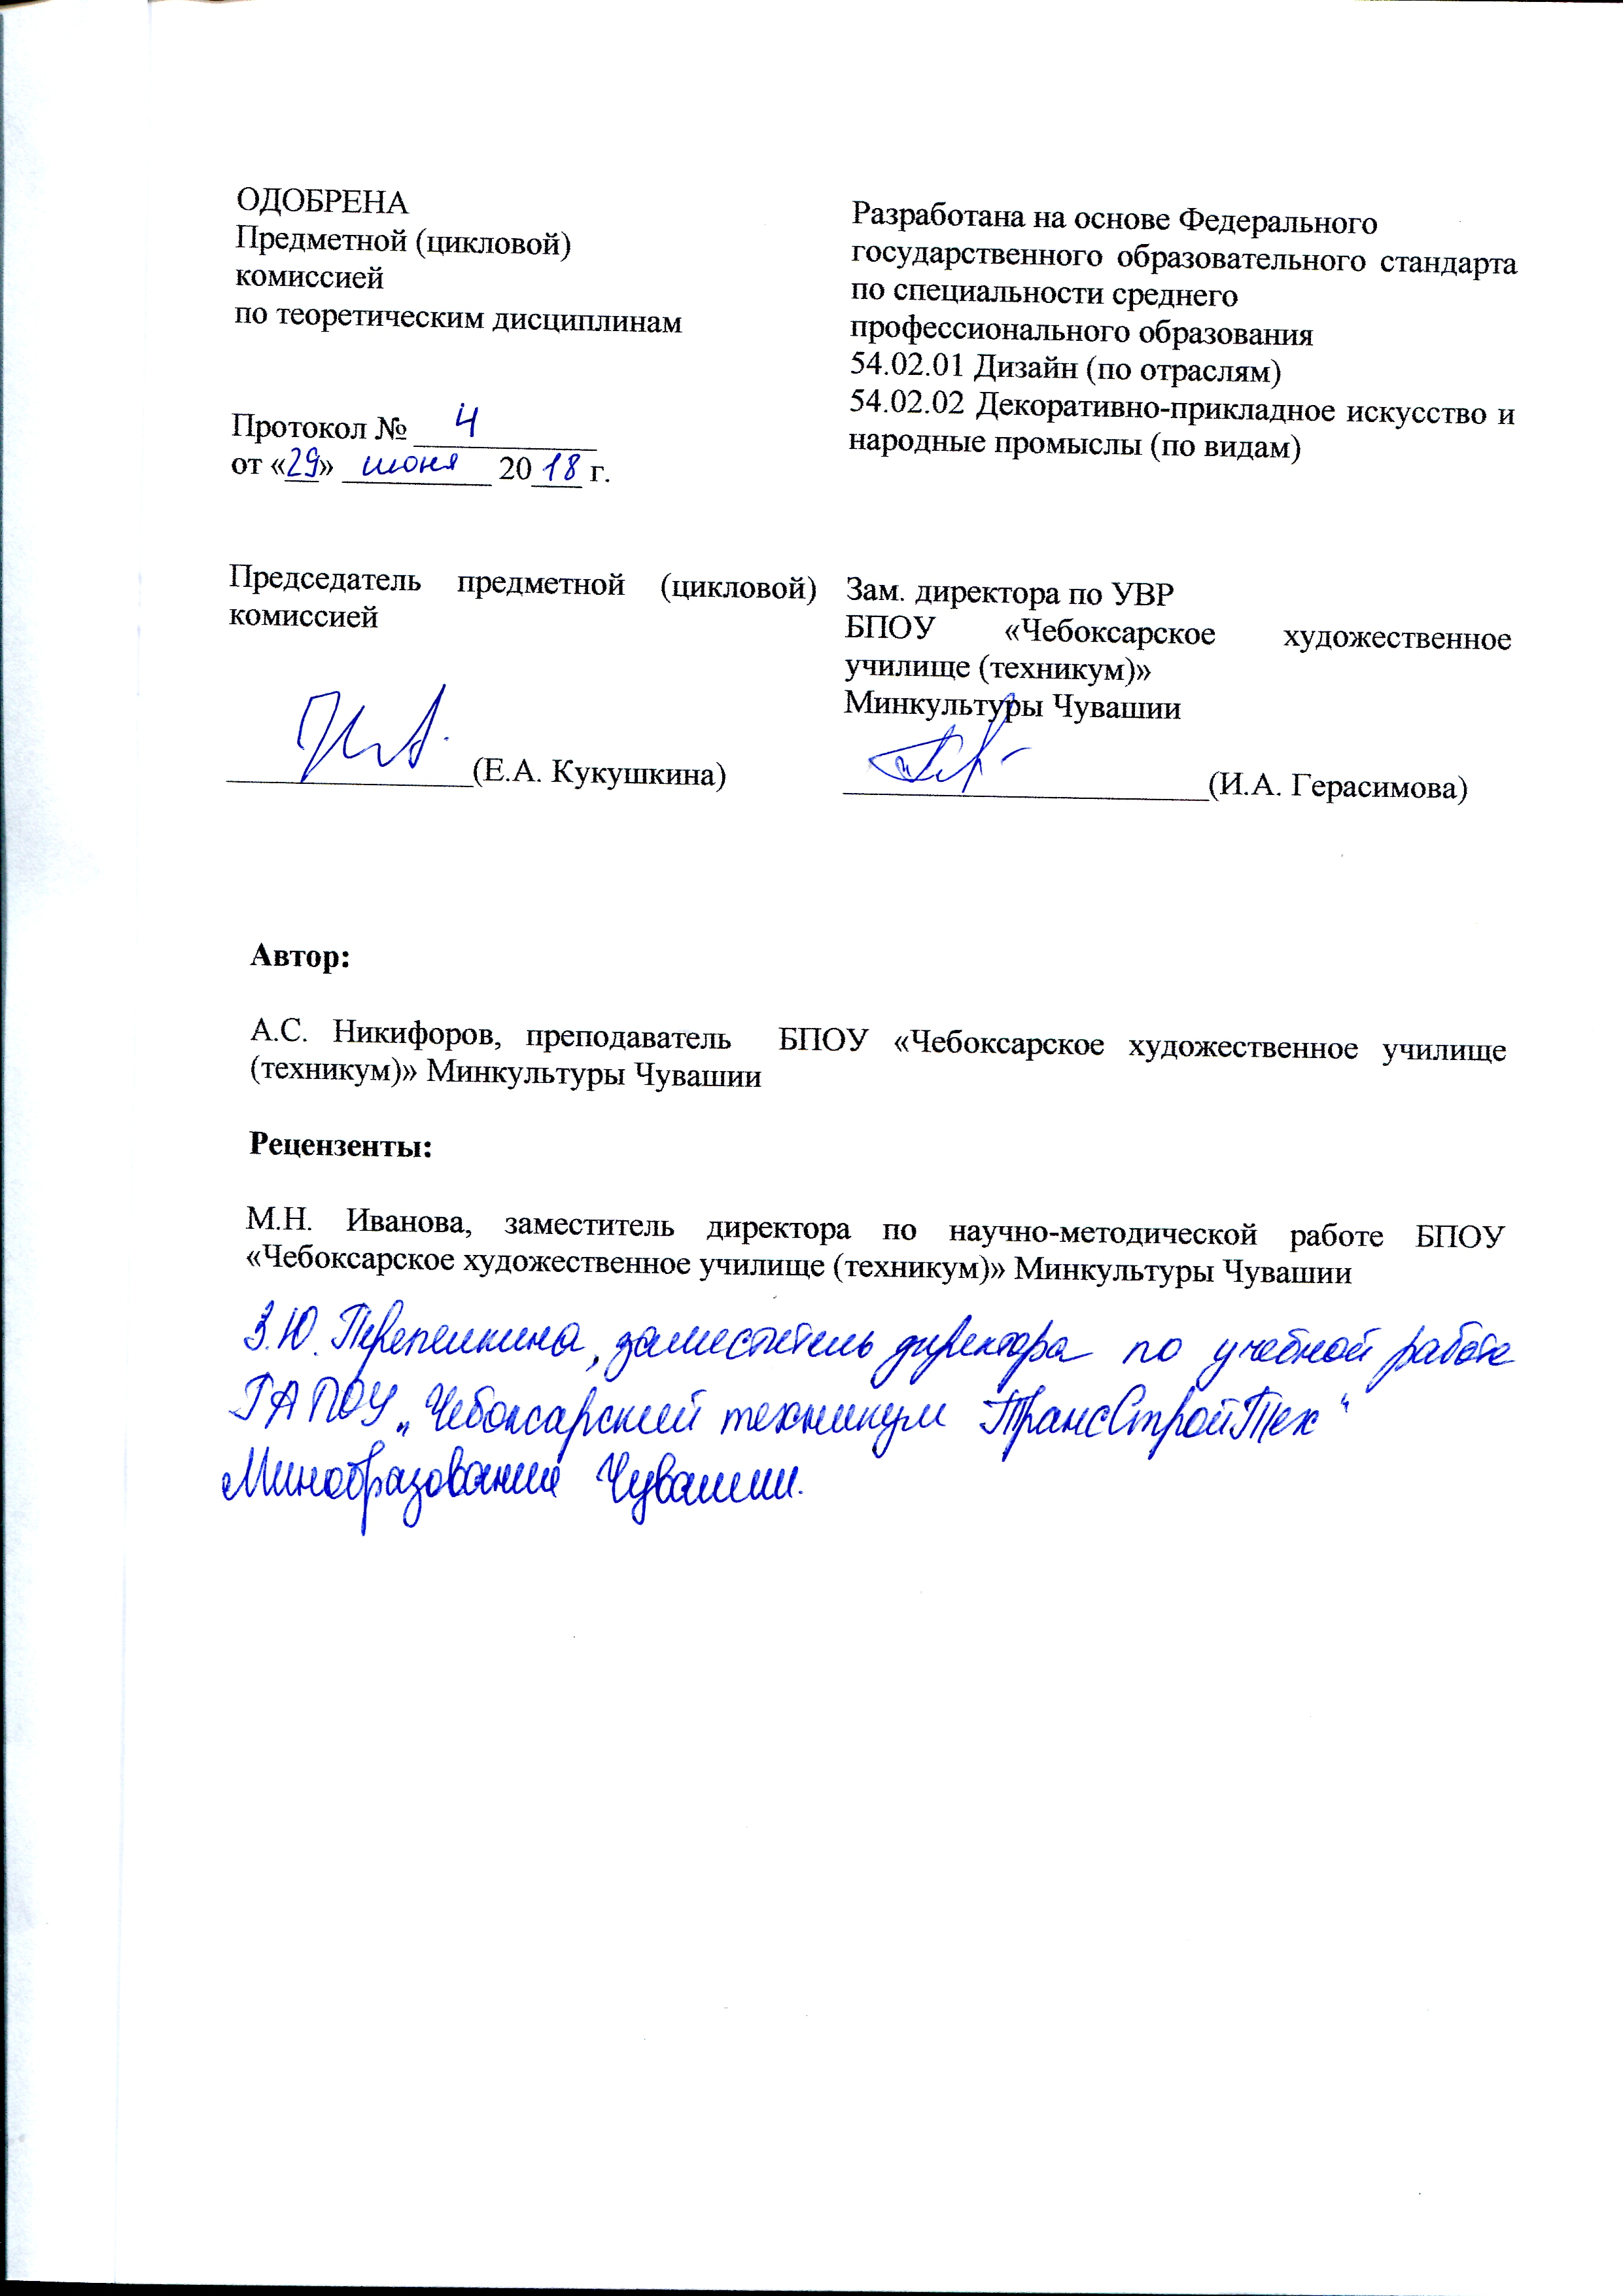 ОДОБРЕНА
Предметной (цикловой)
комиссией
по теоретическим дисциплинам
Протокол № 4
от «29» июня 2018 г.
Разработана на основе Федерального
государственного образовательного стандарта
по специальности среднего
профессионального образования
54.02.01 Дизайн (по отраслям)
54.02.02 Декоративно-прикладное искусство и
народные промыслы (по видам)
Председатель предметной (цикловой)
комиссией
(Е.А. Кукушкина)
Зам. директора по УВР
БПОУ «Чебоксарское художественное
училище (техникум)»
Минкультуры Чувашии
(И.А. Герасимова)
Автор:
А.С. Никифоров, преподаватель БПОУ «Чебоксарское художественное училище
(техникум)» Минкультуры Чувашии
Рецензенты:
М.Н. Иванова, заместитель директора по научно-методической работе БПОУ
«Чебоксарское художественное училище (техникум)» Минкультуры Чувашии
З.Ю. заместитель директора по учебной работе
ГАПОУ „Чебоксарский техникум ТрансСтройТех“
Минобразования Чувашии.